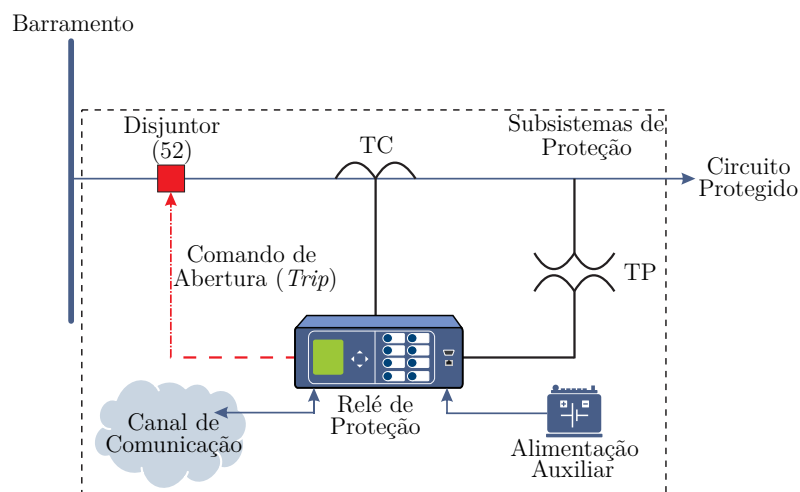 Barramento
Disjuntor
(52)
TC
Subsistemas de
Proteção
Circuito
Protegido
Comando de
Abertura (Trip)
TP
Canal de
Comunicação
Relé de
Proteção
Alimentação
Auxiliar